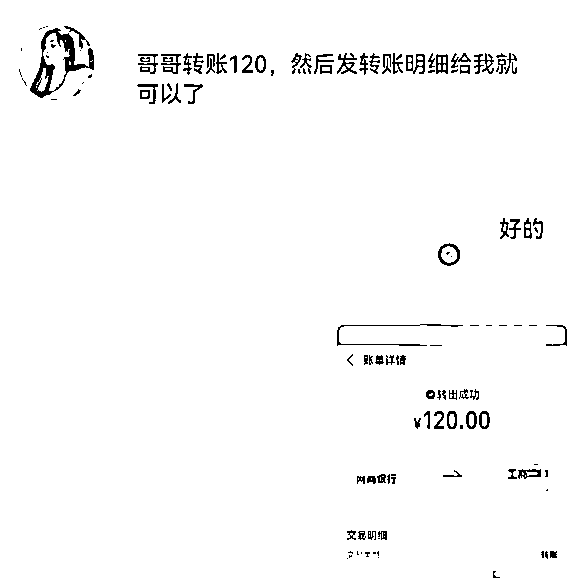 哥哥转账120，然后发转账明细给我就
可以了
好的
账单详情
转出成功
¥120.00
网商银行
工商
交易明细
转账